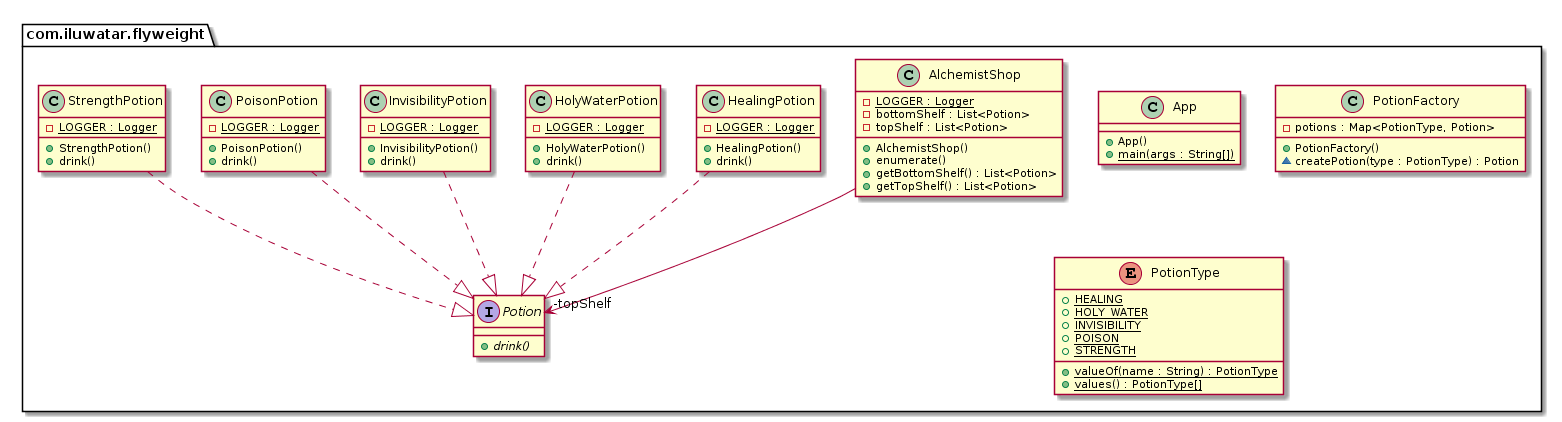 com.iluwatar.flyweight
C StrengthPotion
LOGGER : Logger
StrengthPotion()
drink()
C PoisonPotion
LOGGER : Logger
PoisonPotion()
drink()
C InvisibilityPotion
LOGGER : Logger
InvisibilityPotion()
drink()
C HolyWaterPotion
LOGGER : Logger
HolyWaterPotion()
drink()
C HealingPotion
LOGGER : Logger
HealingPotion()
drink()
C AlchemistShop
LOGGER : Logger
bottomShelf : List<Potion>
topShelf : List<Potion>
AlchemistShop()
enumerate()
getBottomShelf() : List<Potion>
getTopShelf() : List<Potion>
C App
App()
main(args : String[])
C PotionFactory
potions : Map<PotionType, Potion>
PotionFactory()
createPotion(type : PotionType) : Potion
-topShelf
I Potion
drink()
E PotionType
HEALING
HOLY_WATER
INVISIBILITY
POISON
STRENGTH
valueOf(name : String) : PotionType
values() : PotionType[]